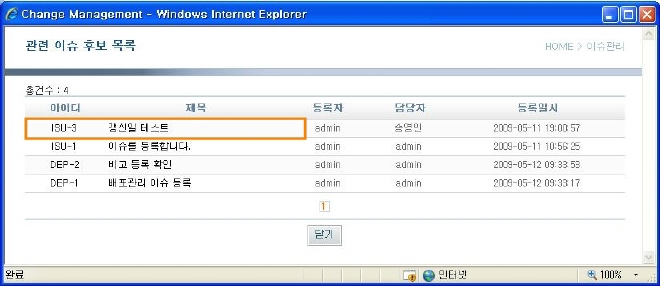 Change Management - Windows Internet Explorer
관련 이슈 후보 목록
HOME > 이슈관리
총건수 : 4
아이디 제목 등록자 담당자 등록일시
ISU-3 갱신일 테스트 admin 송영민 2009-05-11 19:00:57
ISU-1 이슈를 등록합니다. admin admin 2009-05-11 10:56:25
DEP-2 비고 등록 확인 admin admin 2009-05-12 09:38:53
DEP-1 배포관리 이슈 등록 admin admin 2009-05-12 09:33:17
1
닫기
완료 인터넷 100%